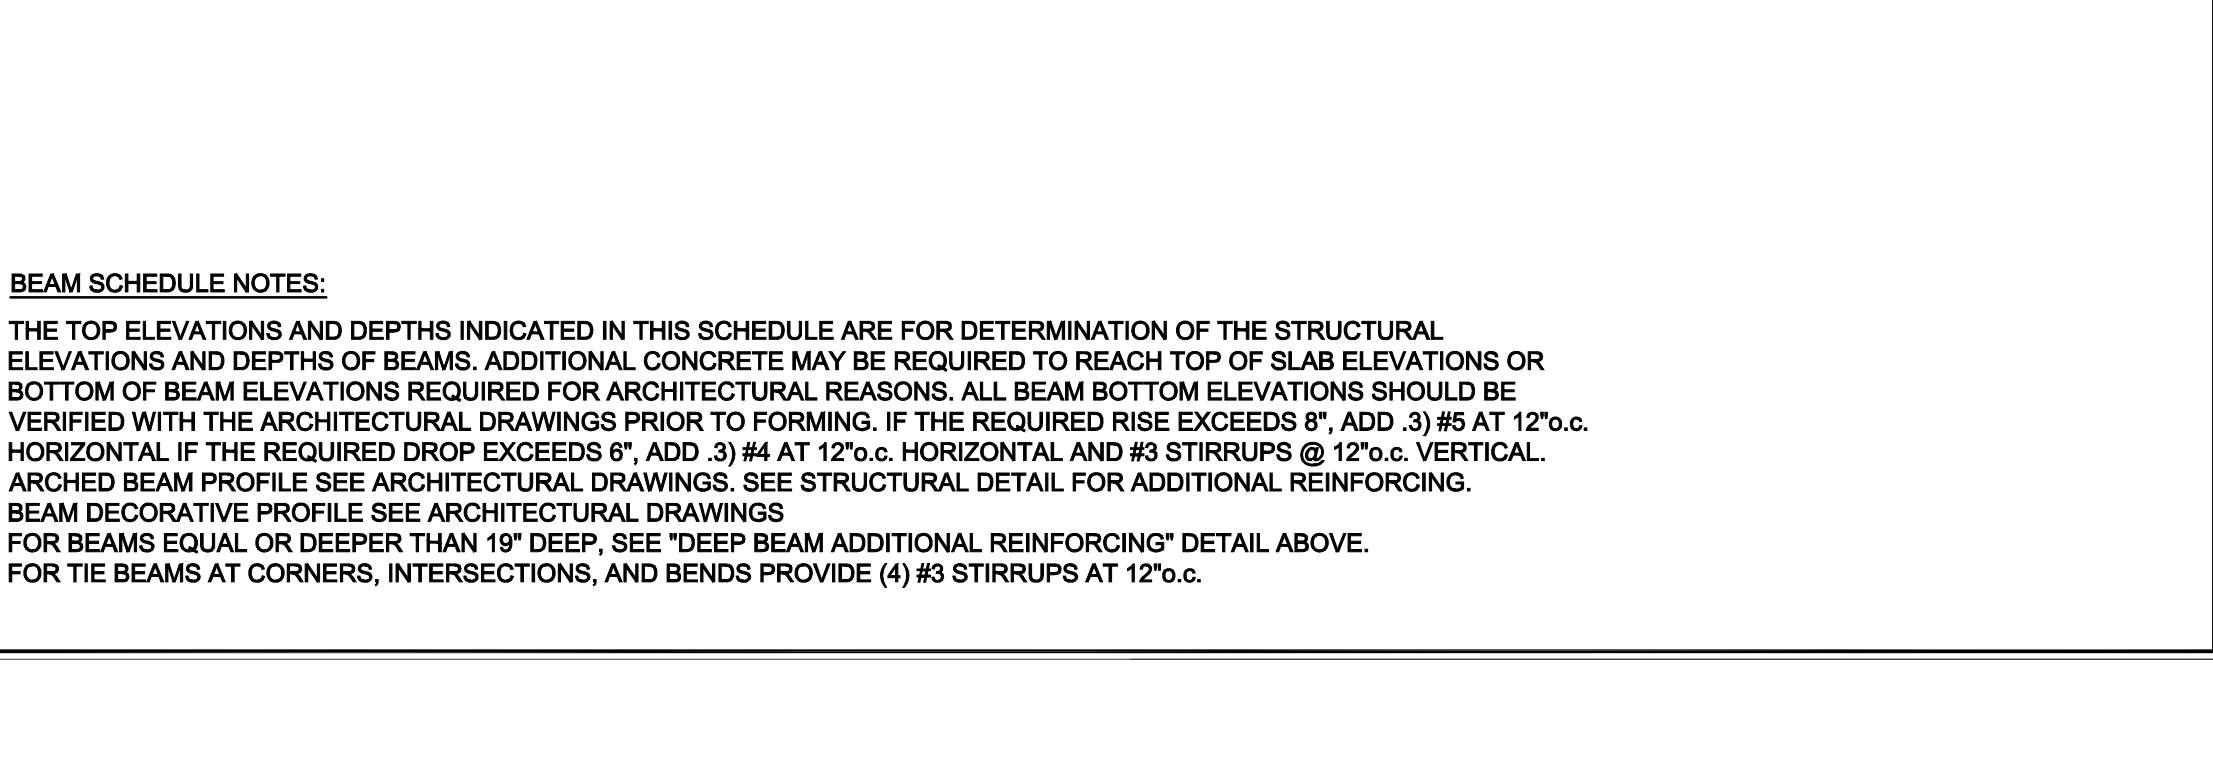 BEAM SCHEDULE NOTES:
THE TOP ELEVATIONS AND DEPTHS INDICATED IN THIS SCHEDULE ARE FOR DETERMINATION OF THE STRUCTURAL
ELEVATIONS AND DEPTHS OF BEAMS. ADDITIONAL CONCRETE MAY BE REQUIRED TO REACH TOP OF SLAB ELEVATIONS OR
BOTTOM OF BEAM ELEVATIONS REQUIRED FOR ARCHITECTURAL REASONS. ALL BEAM BOTTOM ELEVATIONS SHOULD BE
VERIFIED WITH THE ARCHITECTURAL DRAWINGS PRIOR TO FORMING. IF THE REQUIRED RISE EXCEEDS 8", ADD .3) #5 AT 12"o.c.
HORIZONTAL IF THE REQUIRED DROP EXCEEDS 6", ADD .3) #4 AT 12"o.c. HORIZONTAL AND #3 STIRRUPS @ 12"o.c. VERTICAL.
ARCHED BEAM PROFILE SEE ARCHITECTURAL DRAWINGS. SEE STRUCTURAL DETAIL FOR ADDITIONAL REINFORCING.
BEAM DECORATIVE PROFILE SEE ARCHITECTURAL DRAWINGS
FOR BEAMS EQUAL OR DEEPER THAN 19" DEEP, SEE "DEEP BEAM ADDITIONAL REINFORCING" DETAIL ABOVE.
FOR TIE BEAMS AT CORNERS, INTERSECTIONS, AND BENDS PROVIDE (4) #3 STIRRUPS AT 12"o.c.